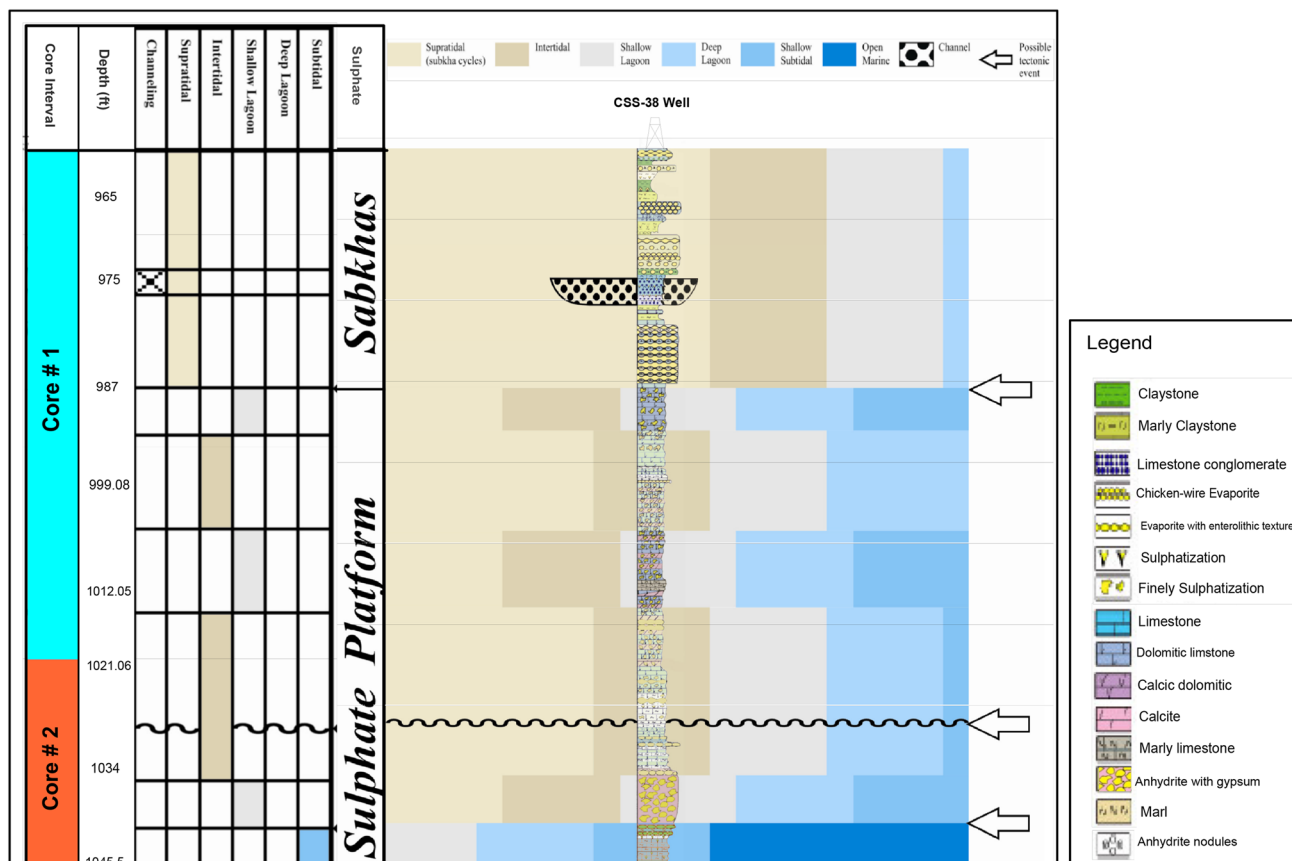 Core Interval
Depth (ft)
Channeling
Supratidal
Intertidal
Shallow Lagoon
Deep Lagoon
Subtidal
Sulphate
Supratidal
(subkha cycles)
Intertidal
Shallow
Lagoon
Deep
Lagoon
Shallow
Subtidal
Open
Marine
Channel
Possible
tectonic
event
CSS-38 Well
Core # 1
Core # 2
965
975
987
999.08
1012.05
1021.06
1034
1045.5
Sabkhas
Sulphate Platform
Legend
Claystone
Marly Claystone
Limestone conglomerate
Chicken-wire Evaporite
Evaporite with enterolithic texture
Sulphatization
Finely Sulphatization
Limestone
Dolomitic limstone
Calcic dolomitic
Calcite
Marly limestone
Anhydrite with gypsum
Marl
Anhydrite nodules